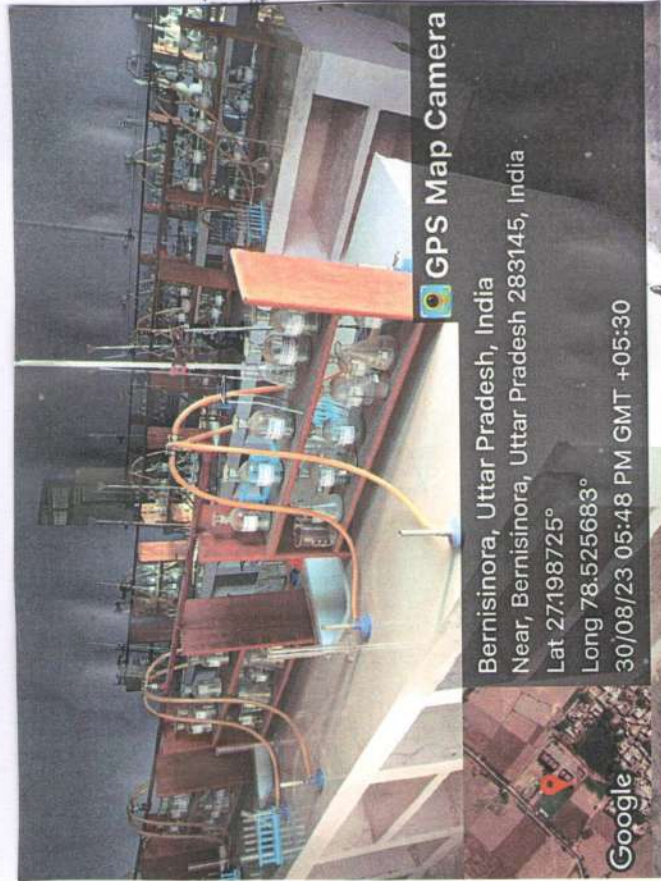 GPS Map Camera
Bernisinora, Uttar Pradesh, India
Near, Bernisinora, Uttar Pradesh 283145, India
Lat 27.198725°
Long 78.525683°
30/08/23 05:48 PM GMT +05:30
Google